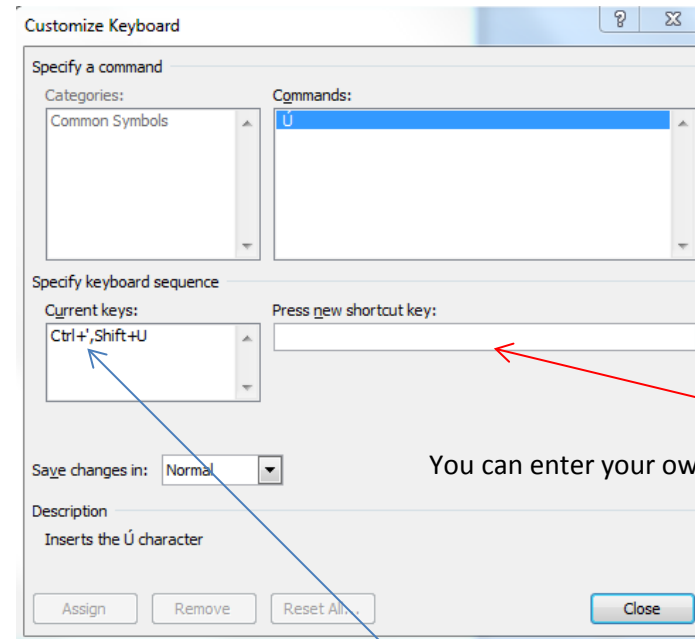 Customize Keyboard
Specify a command
Categories:
Commands:
Common Symbols
Ú
Specify keyboard sequence
Current keys:
Press new shortcut key:
Ctrl+',Shift+U
Save changes in:
Normal
You can enter your ow
Description
Inserts the Ú character
Assign
Remove
Reset All...
Close